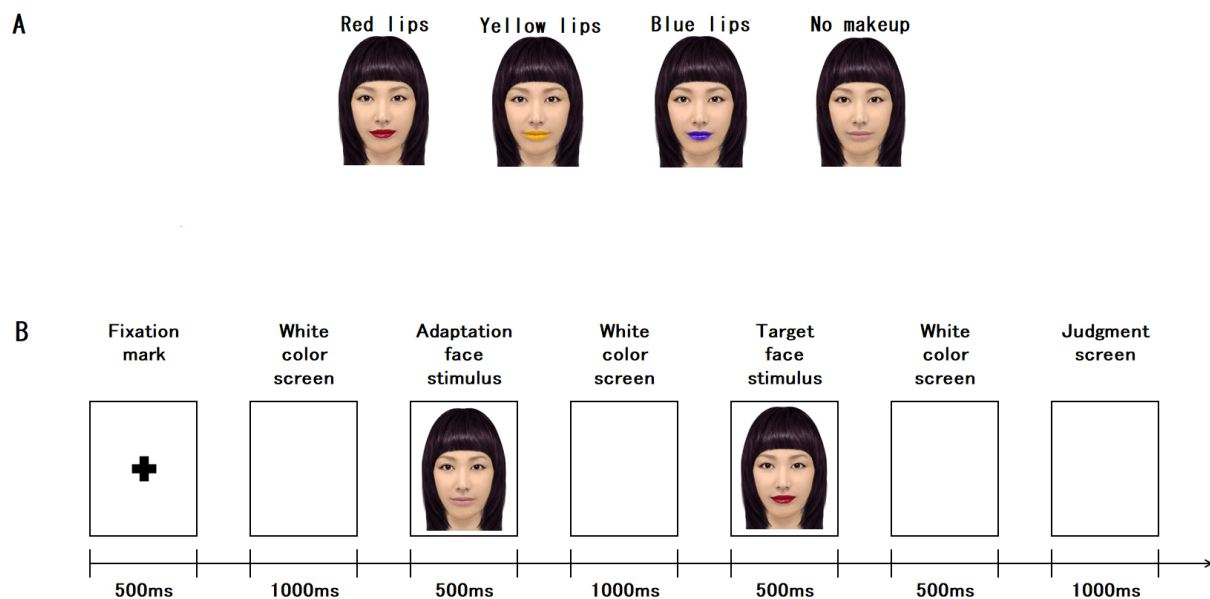 A
Red lips
Yellow lips
Blue lips
No makeup
B
Fixation
mark
White
color
screen
Adaptation
face
stimulus
White
color
screen
Target
face
stimulus
White
color
screen
Judgment
screen
500ms
1000ms
500ms
1000ms
500ms
500ms
1000ms